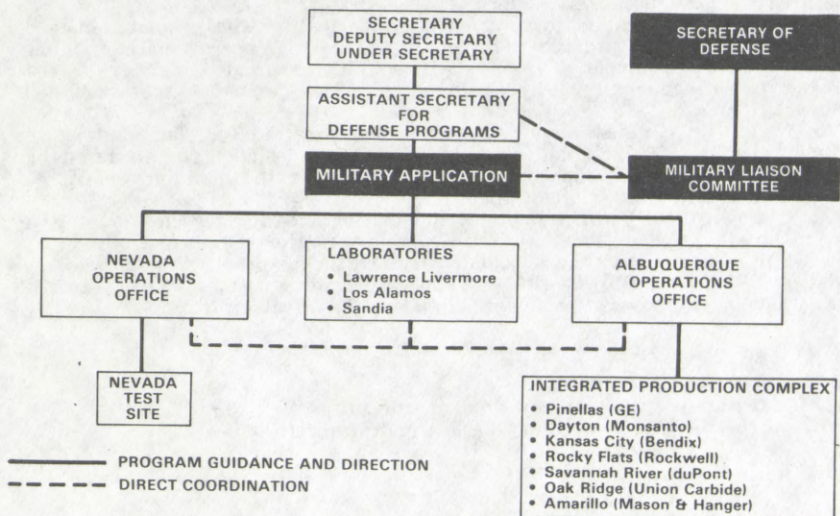 SECRETARY
DEPUTY SECRETARY
UNDER SECRETARY
SECRETARY OF
DEFENSE
ASSISTANT SECRETARY
FOR
DEFENSE PROGRAMS
MILITARY APPLICATION
MILITARY LIAISON
COMMITTEE
NEVADA
OPERATIONS
OFFICE
LABORATORIES
• Lawrence Livermore
• Los Alamos
• Sandia
ALBUQUERQUE
OPERATIONS
OFFICE
NEVADA
TEST
SITE
INTEGRATED PRODUCTION COMPLEX
• Pinellas (GE)
• Dayton (Monsanto)
• Kansas City (Bendix)
• Rocky Flats (Rockwell)
• Savannah River (duPont)
• Oak Ridge (Union Carbide)
• Amarillo (Mason & Hanger)
PROGRAM GUIDANCE AND DIRECTION
DIRECT COORDINATION